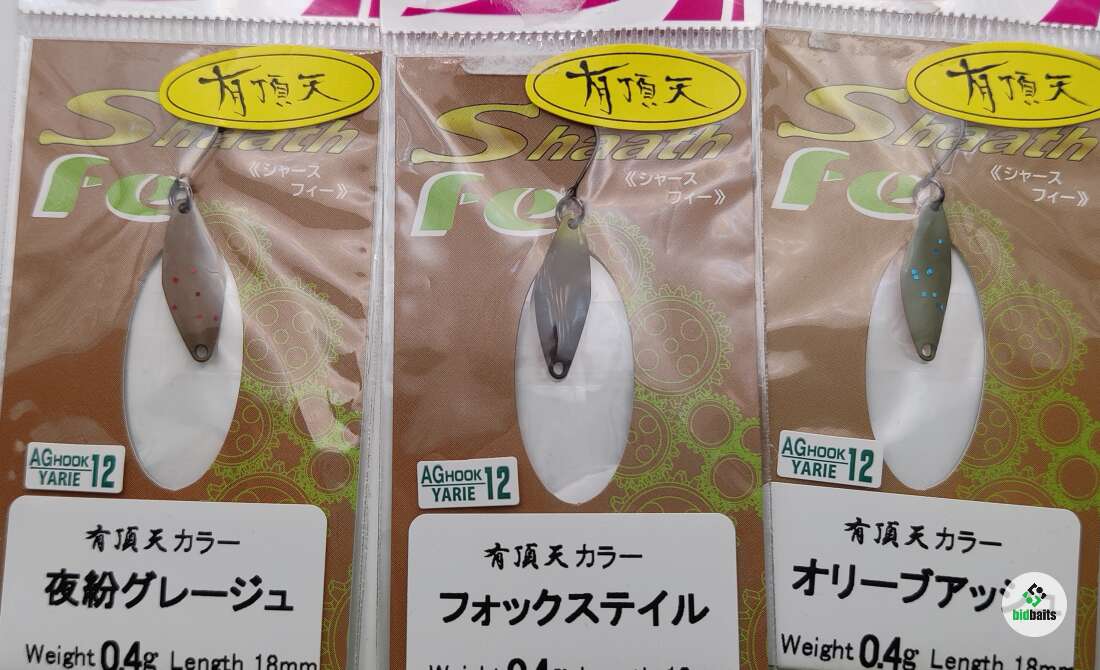 有頂天
Shaath
Fe
《シャース
フィー》
AGHOOK
YARIE 12
有頂天カラー
夜紛グレージュ
Weight 0.4g Length 18mm
有頂天
Shaath
Fe
《シャース
フィー》
AGHOOK
YARIE 12
有頂天カラー
フォックステイル
有頂天
Shaath
Fe
《シャース
フィー》
AGHOOK
YARIE 12
有頂天カラー
オリーブアッシュ
Weight 0.4g Length 18mm
bidbaits